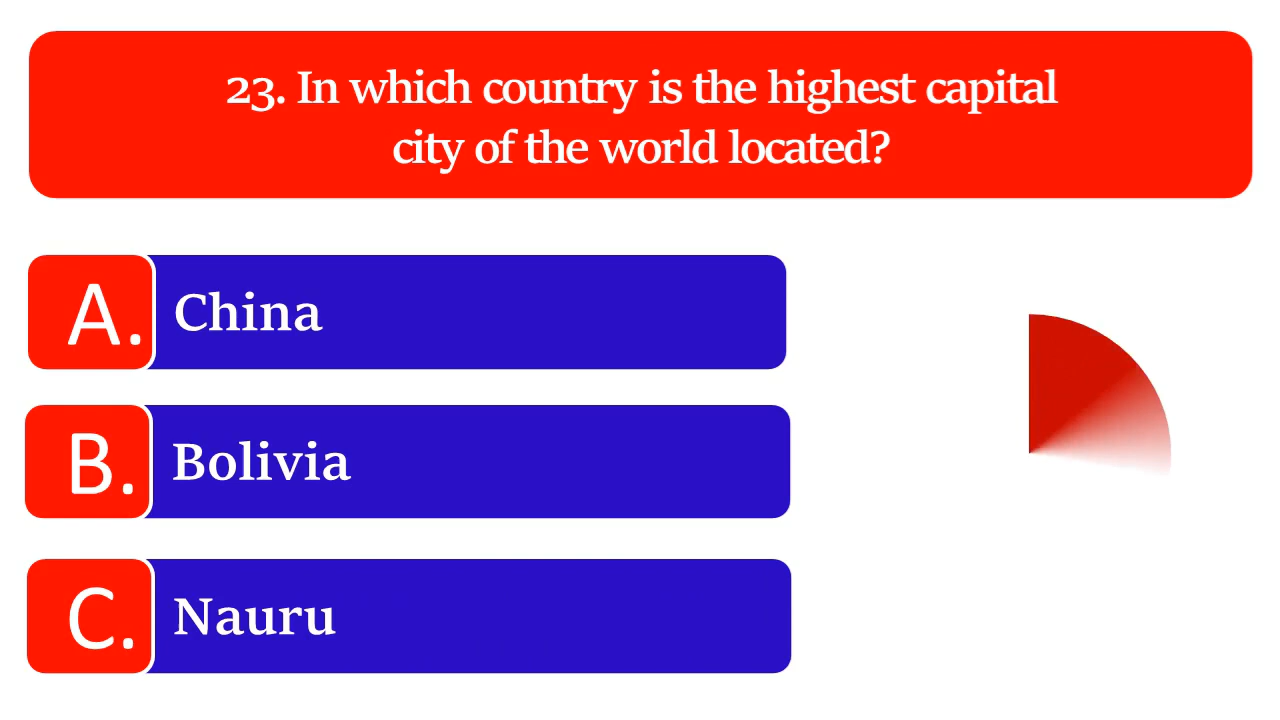 23. In which country is the highest capital
city of the world located?
A. China
B. Bolivia
C. Nauru